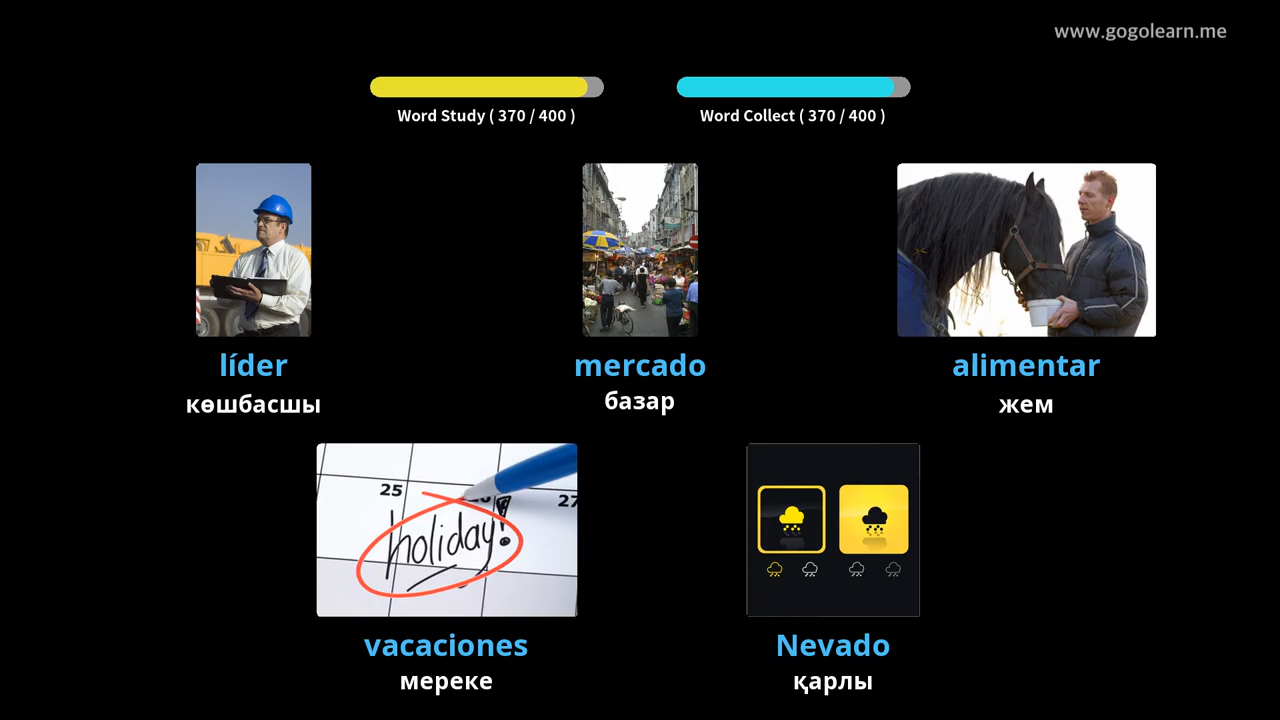 www.gogolearn.me
Word Study ( 370 / 400 )
Word Collect ( 370 / 400 )
líder
mercado
alimentar
көшбасшы
базар
жем
25
27
holiday!
vacaciones
Nevado
мереке
қарлы